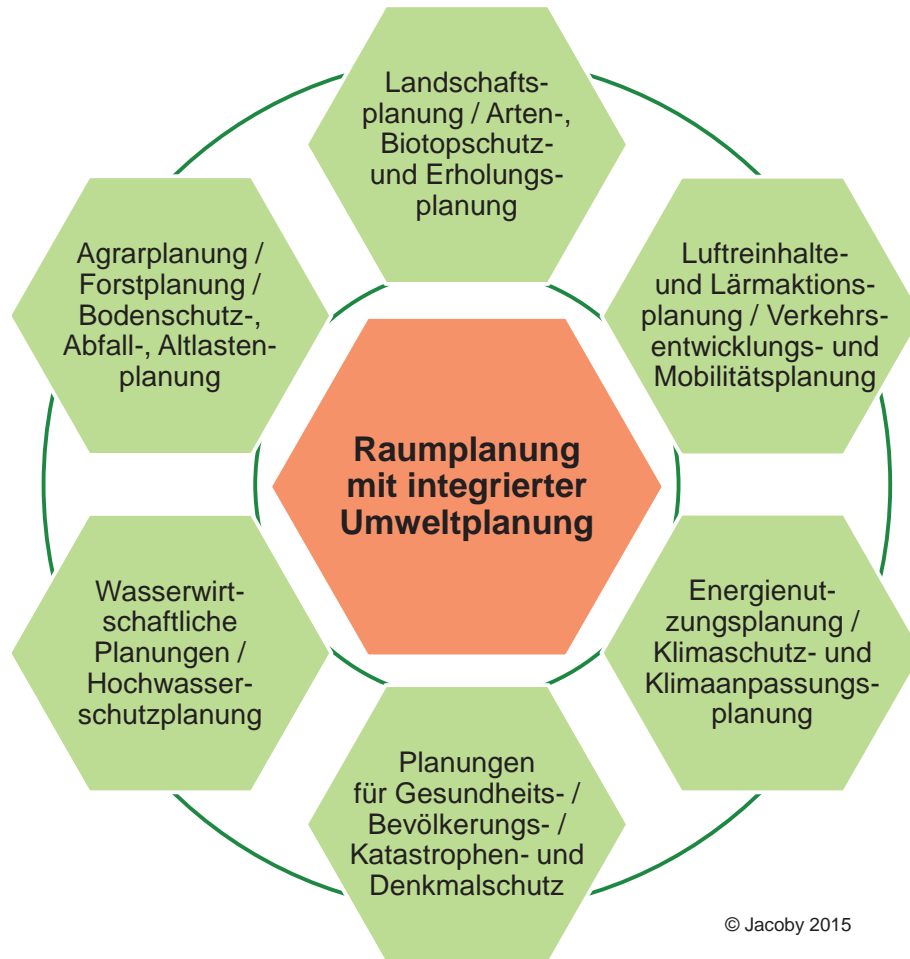 Landschafts-
planung / Arten-,
Biotopschutz-
und Erholungs-
planung
Agrarplanung /
Forstplanung /
Bodenschutz-,
Abfall-, Altlasten-
planung
Luftreinhalte-
und Lärmaktions-
planung / Verkehrs-
entwicklungs- und
Mobilitätsplanung
Raumplanung
mit integrierter
Umweltplanung
Wasserwirt-
schaftliche
Planungen /
Hochwasser-
schutzplanung
Energienut-
zungsplanung /
Klimaschutz- und
Klimaanpassungs-
planung
Planungen
für Gesundheits- /
Bevölkerungs- /
Katastrophen- und
Denkmalschutz
© Jacoby 2015